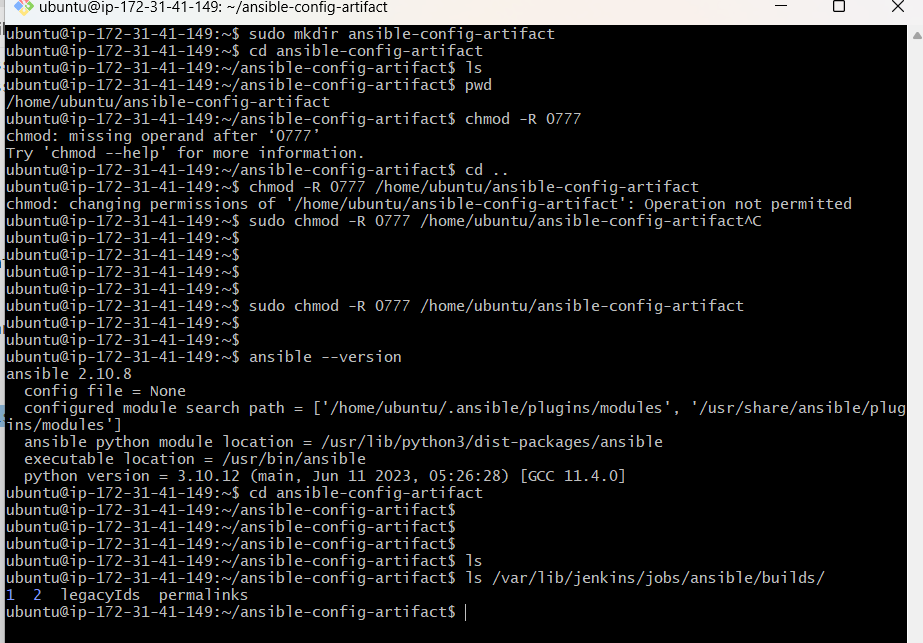 ubuntu@ip-172-31-41-149: ~/ansible-config-artifact
ubuntu@ip-172-31-41-149:~$ sudo mkdir ansible-config-artifact
ubuntu@ip-172-31-41-149:~$ cd ansible-config-artifact
ubuntu@ip-172-31-41-149:~/ansible-config-artifact$ ls
ubuntu@ip-172-31-41-149:~/ansible-config-artifact$ pwd
/home/ubuntu/ansible-config-artifact
ubuntu@ip-172-31-41-149:~/ansible-config-artifact$ chmod -R 0777
chmod: missing operand after ‘0777’
Try 'chmod --help' for more information.
ubuntu@ip-172-31-41-149:~/ansible-config-artifact$ cd ..
ubuntu@ip-172-31-41-149:~$ chmod -R 0777 /home/ubuntu/ansible-config-artifact
chmod: changing permissions of '/home/ubuntu/ansible-config-artifact': Operation not permitted
ubuntu@ip-172-31-41-149:~$ sudo chmod -R 0777 /home/ubuntu/ansible-config-artifact^C
ubuntu@ip-172-31-41-149:~$
ubuntu@ip-172-31-41-149:~$
ubuntu@ip-172-31-41-149:~$
ubuntu@ip-172-31-41-149:~$
ubuntu@ip-172-31-41-149:~$ sudo chmod -R 0777 /home/ubuntu/ansible-config-artifact
ubuntu@ip-172-31-41-149:~$
ubuntu@ip-172-31-41-149:~$
ubuntu@ip-172-31-41-149:~$ ansible --version
ansible 2.10.8
  config file = None
  configured module search path = ['/home/ubuntu/.ansible/plugins/modules', '/usr/share/ansible/plug
ins/modules']
  ansible python module location = /usr/lib/python3/dist-packages/ansible
  executable location = /usr/bin/ansible
  python version = 3.10.12 (main, Jun 11 2023, 05:26:28) [GCC 11.4.0]
ubuntu@ip-172-31-41-149:~$ cd ansible-config-artifact
ubuntu@ip-172-31-41-149:~/ansible-config-artifact$
ubuntu@ip-172-31-41-149:~/ansible-config-artifact$
ubuntu@ip-172-31-41-149:~/ansible-config-artifact$
ubuntu@ip-172-31-41-149:~/ansible-config-artifact$ ls
ubuntu@ip-172-31-41-149:~/ansible-config-artifact$ ls /var/lib/jenkins/jobs/ansible/builds/
1  2  legacyIds  permalinks
ubuntu@ip-172-31-41-149:~/ansible-config-artifact$